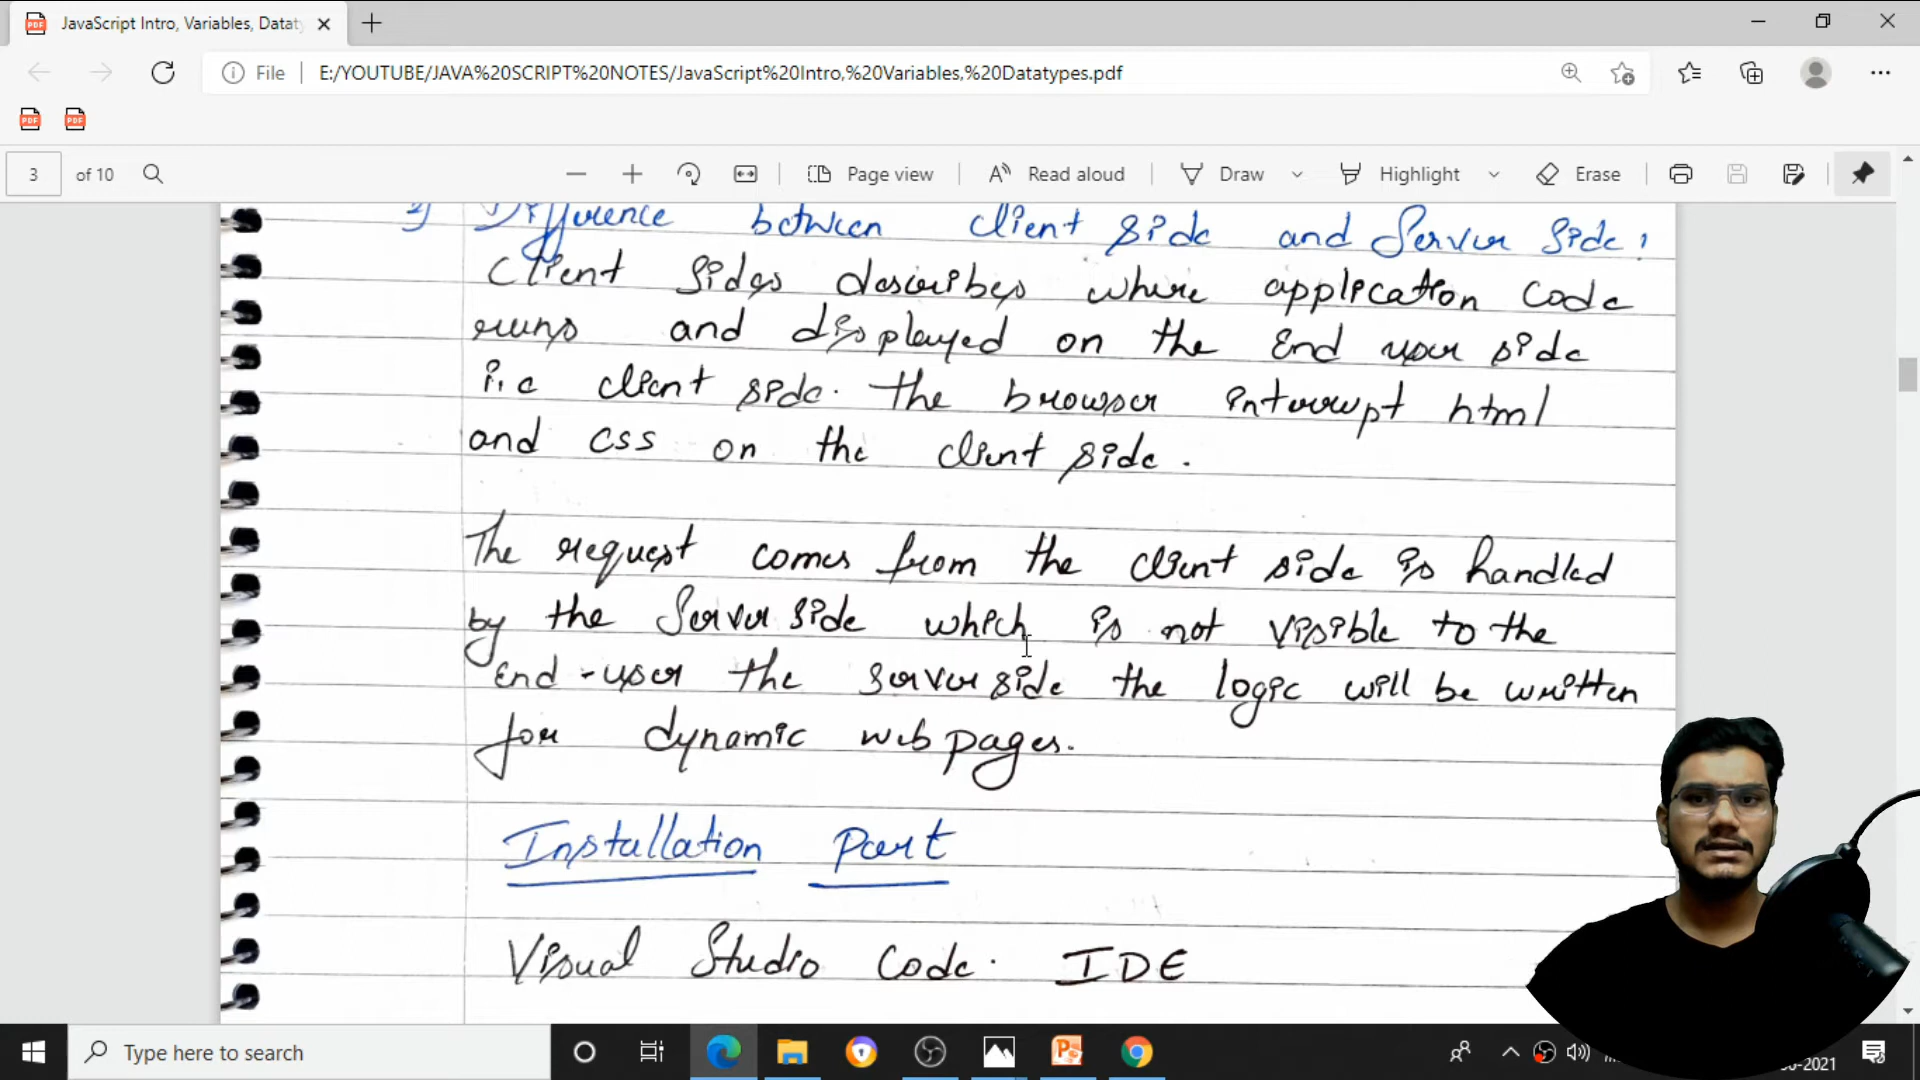 JavaScript Intro, Variables, Datat
File
E:/YOUTUBE/JAVA%20SCRIPT%20NOTES/JavaScript%20Intro,%20Variables,%20Datatypes.pdf
PDF
PDF
3 of 10
Page view
Read aloud
Draw
Highlight
Erase
Difference between Client side and Server side:
Client sides describes where application code
runs and displayed on the End user side
i.e client side. the browser interrupt html
and css on the client side.
The request comes from the client side is handled
by the Server side which is not visible to the
End-user the server side the logic will be written
for dynamic web pages.
Installation Part
Visual Studio Code. IDE
Type here to search
-2021